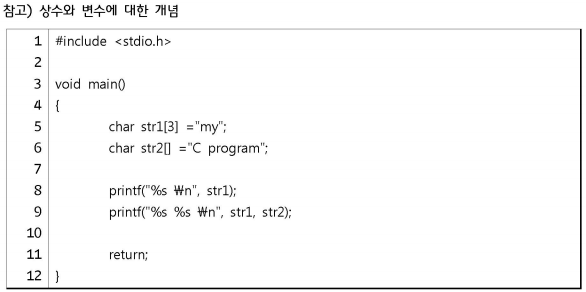 참고) 상수와 변수에 대한 개념
1 #include <stdio.h>
2
3 void main()
4 {
5 char str1[3] ="my";
6 char str2[] ="C program";
7
8 printf("%s ₩n", str1);
9 printf("%s %s ₩n", str1, str2);
10
11 return;
12 }